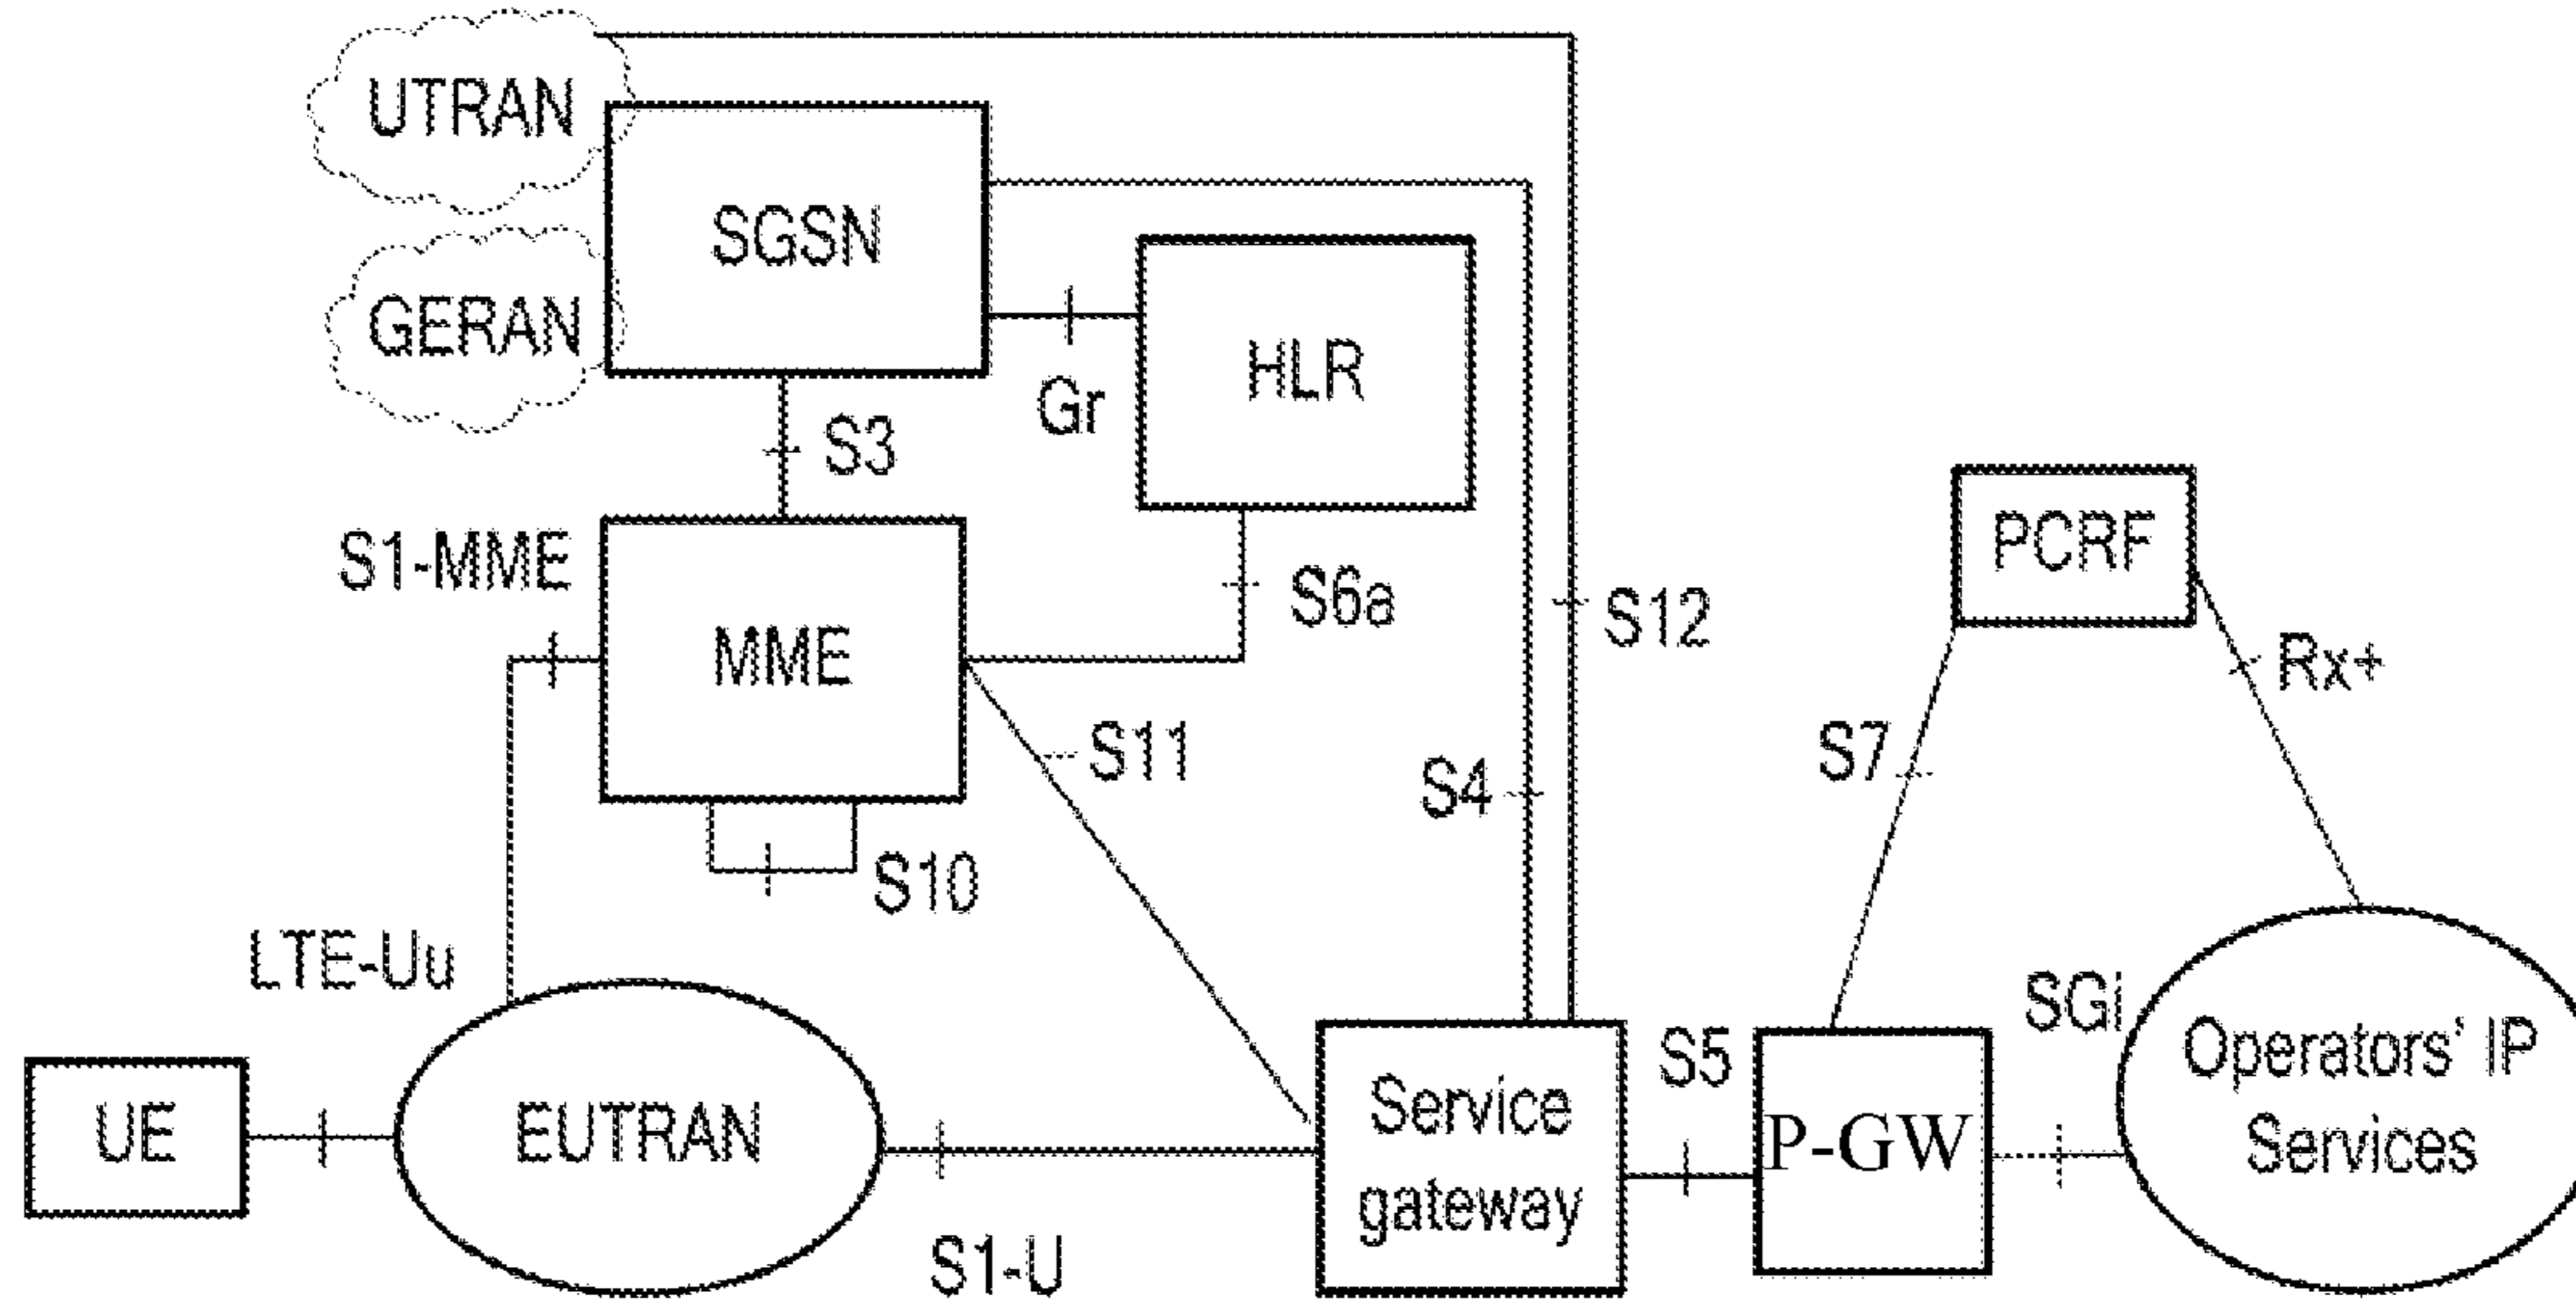 UTRAN
SGSN
GERAN
HLR
Gr
S3
PCRF
S1-MME
S6a
S12
MME
Rx+
S11
S7
S4
S10
LTE-Uu
SGi
Operators' IP
Services
S5
Service
gateway
UE
EUTRAN
P-GW
S1-U